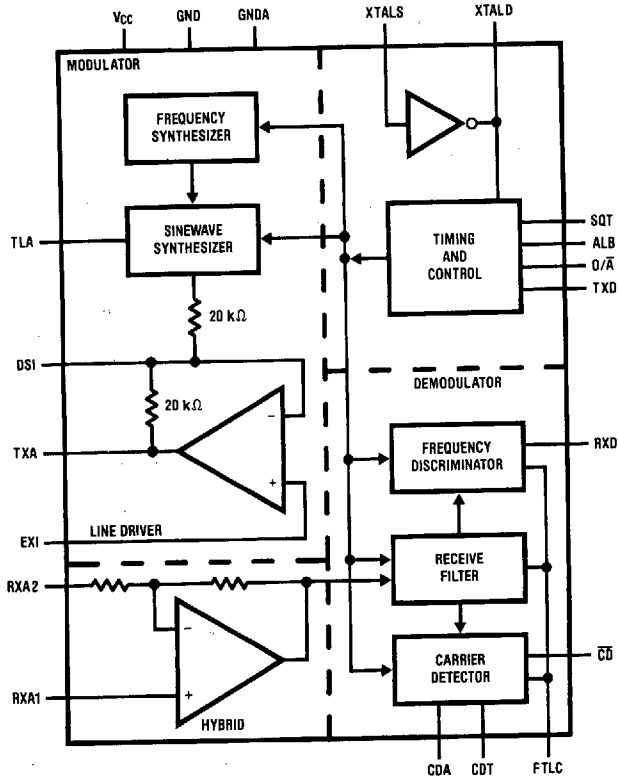 VCC
GND
GNDA
XTALS
XTALD
MODULATOR
FREQUENCY
SYNTHESIZER
TLA
SINEWAVE
SYNTHESIZER
TIMING
AND
CONTROL
SQT
ALB
O/A̅
TXD
20 kΩ
DSI
DEMODULATOR
20 kΩ
TXA
−
+
FREQUENCY
DISCRIMINATOR
RXD
EXI
LINE DRIVER
RECEIVE
FILTER
RXA2
−
+
RXA1
HYBRID
CARRIER
DETECTOR
C̅D̅
CDA
CDT
FTLC